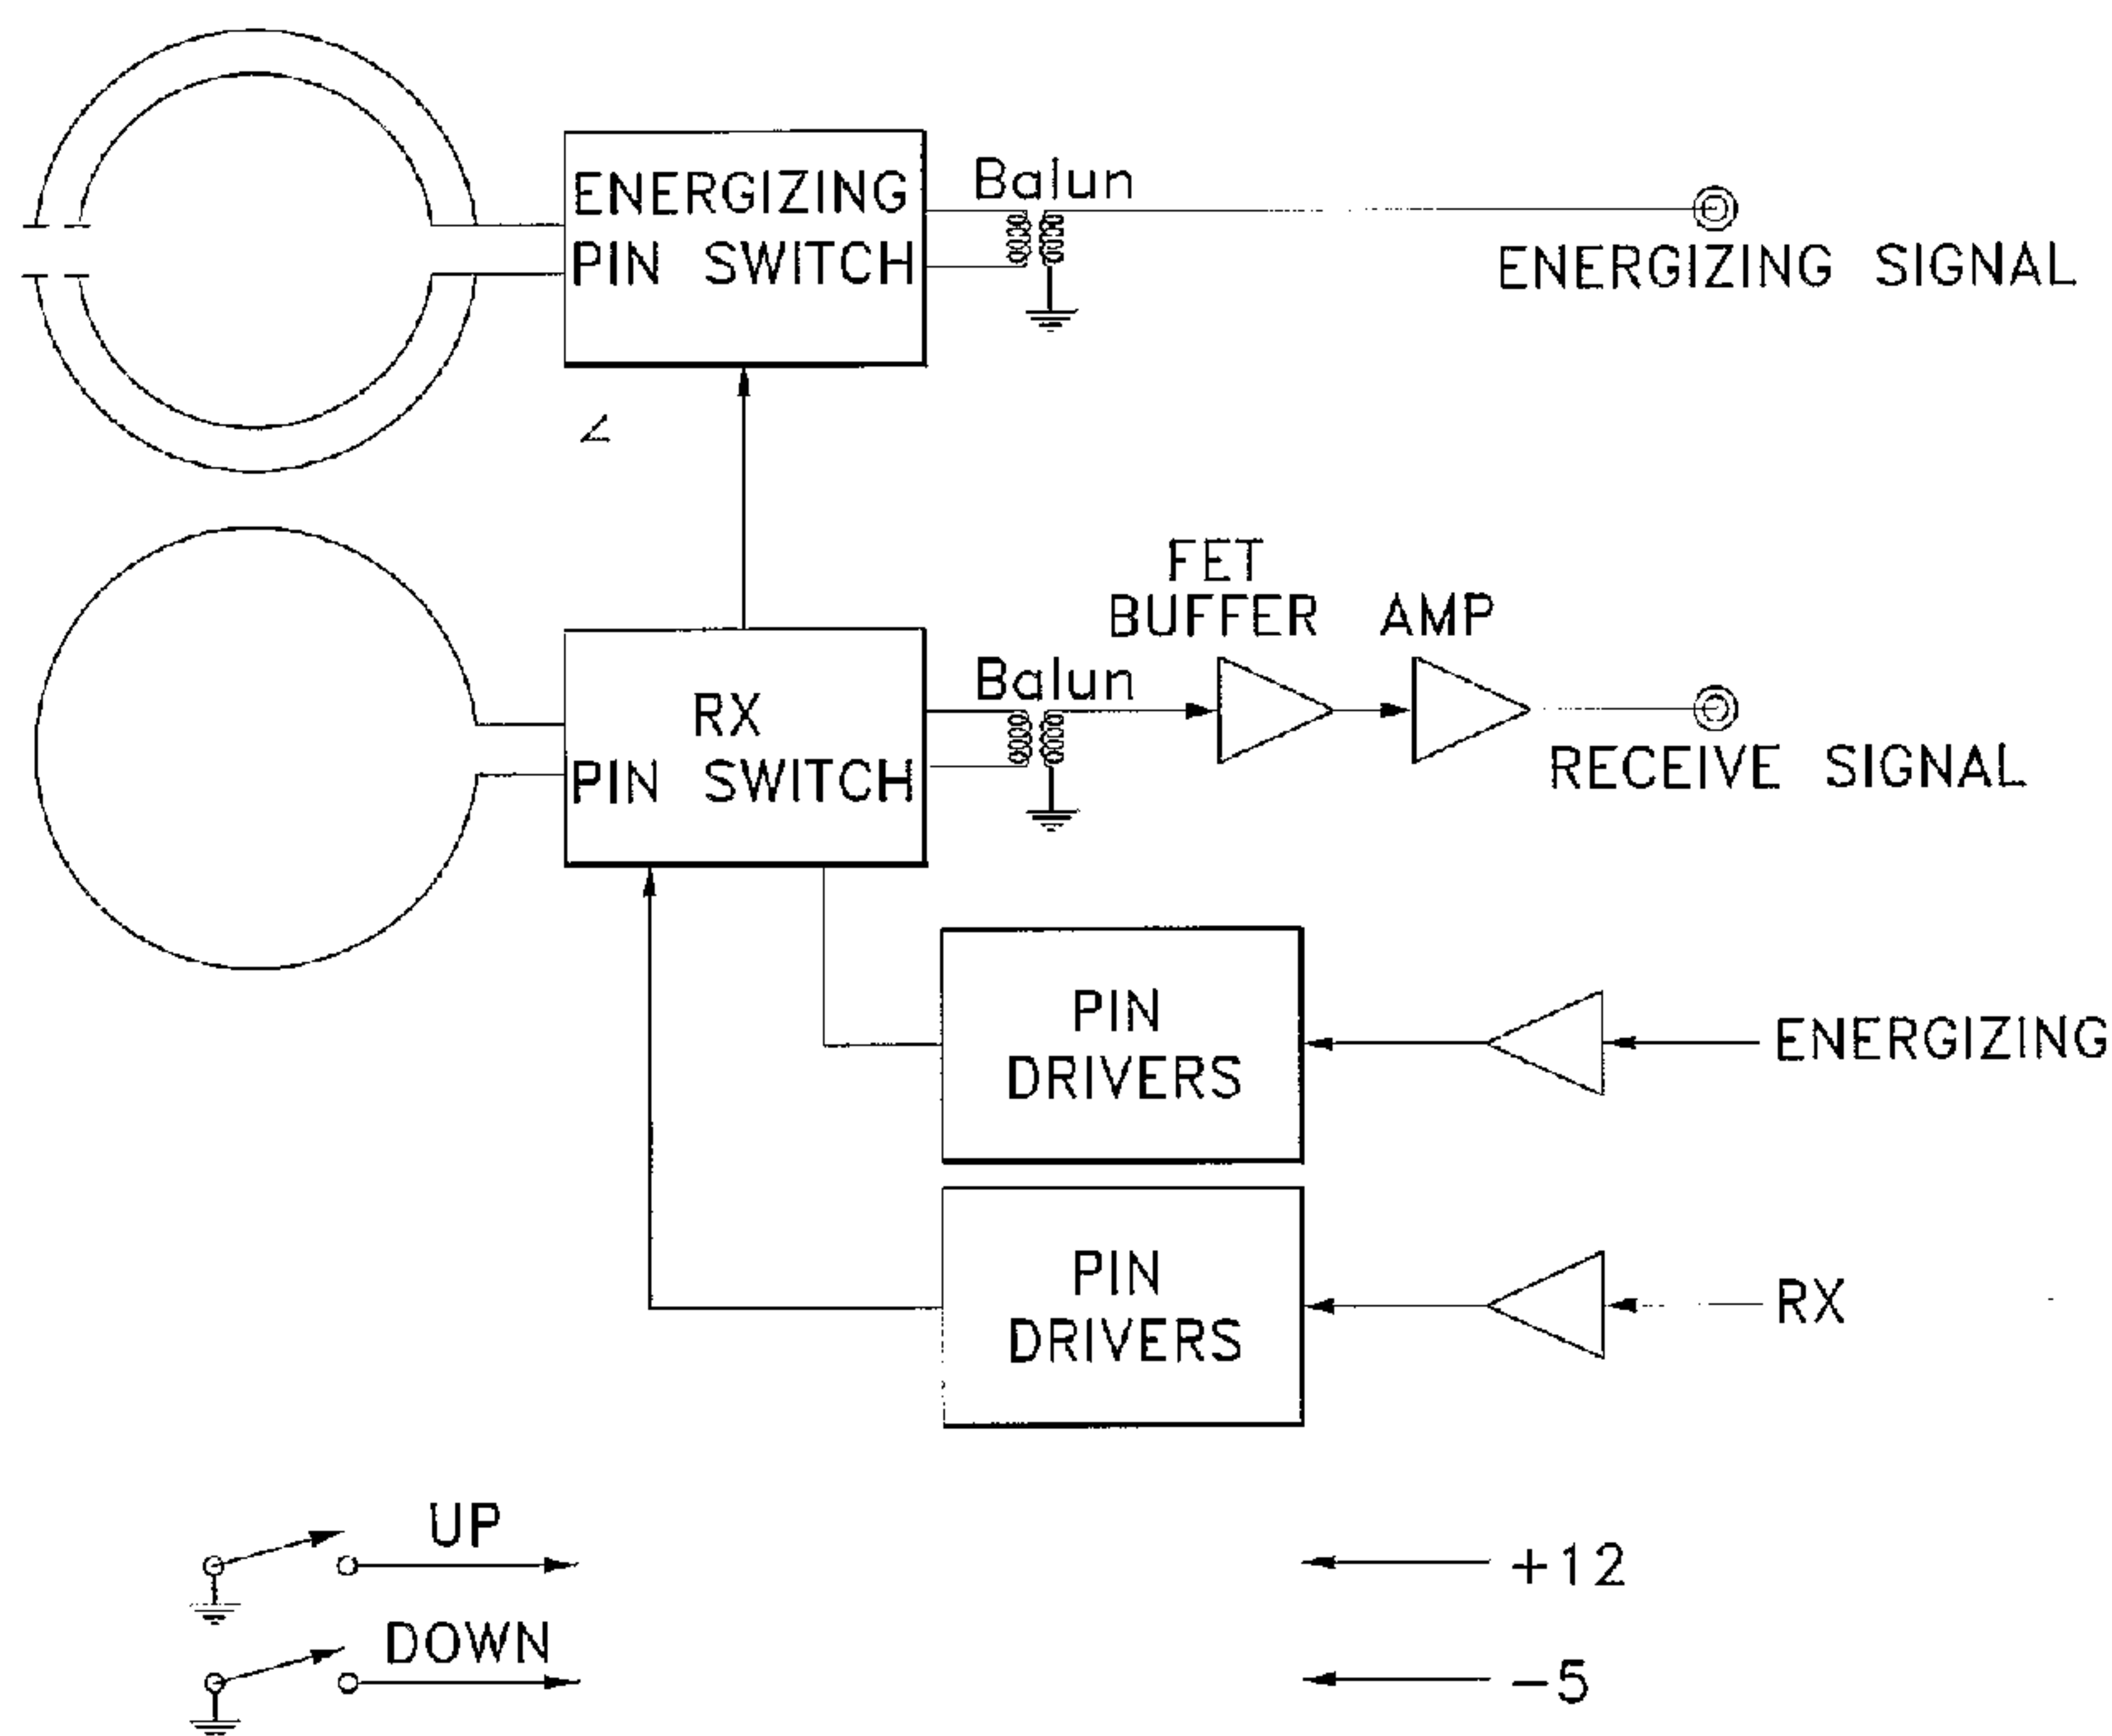 ENERGIZING
PIN SWITCH
Balun
ENERGIZING SIGNAL
FET
BUFFER
AMP
RX
PIN SWITCH
Balun
RECEIVE SIGNAL
PIN
DRIVERS
ENERGIZING
PIN
DRIVERS
RX
UP
+12
DOWN
-5